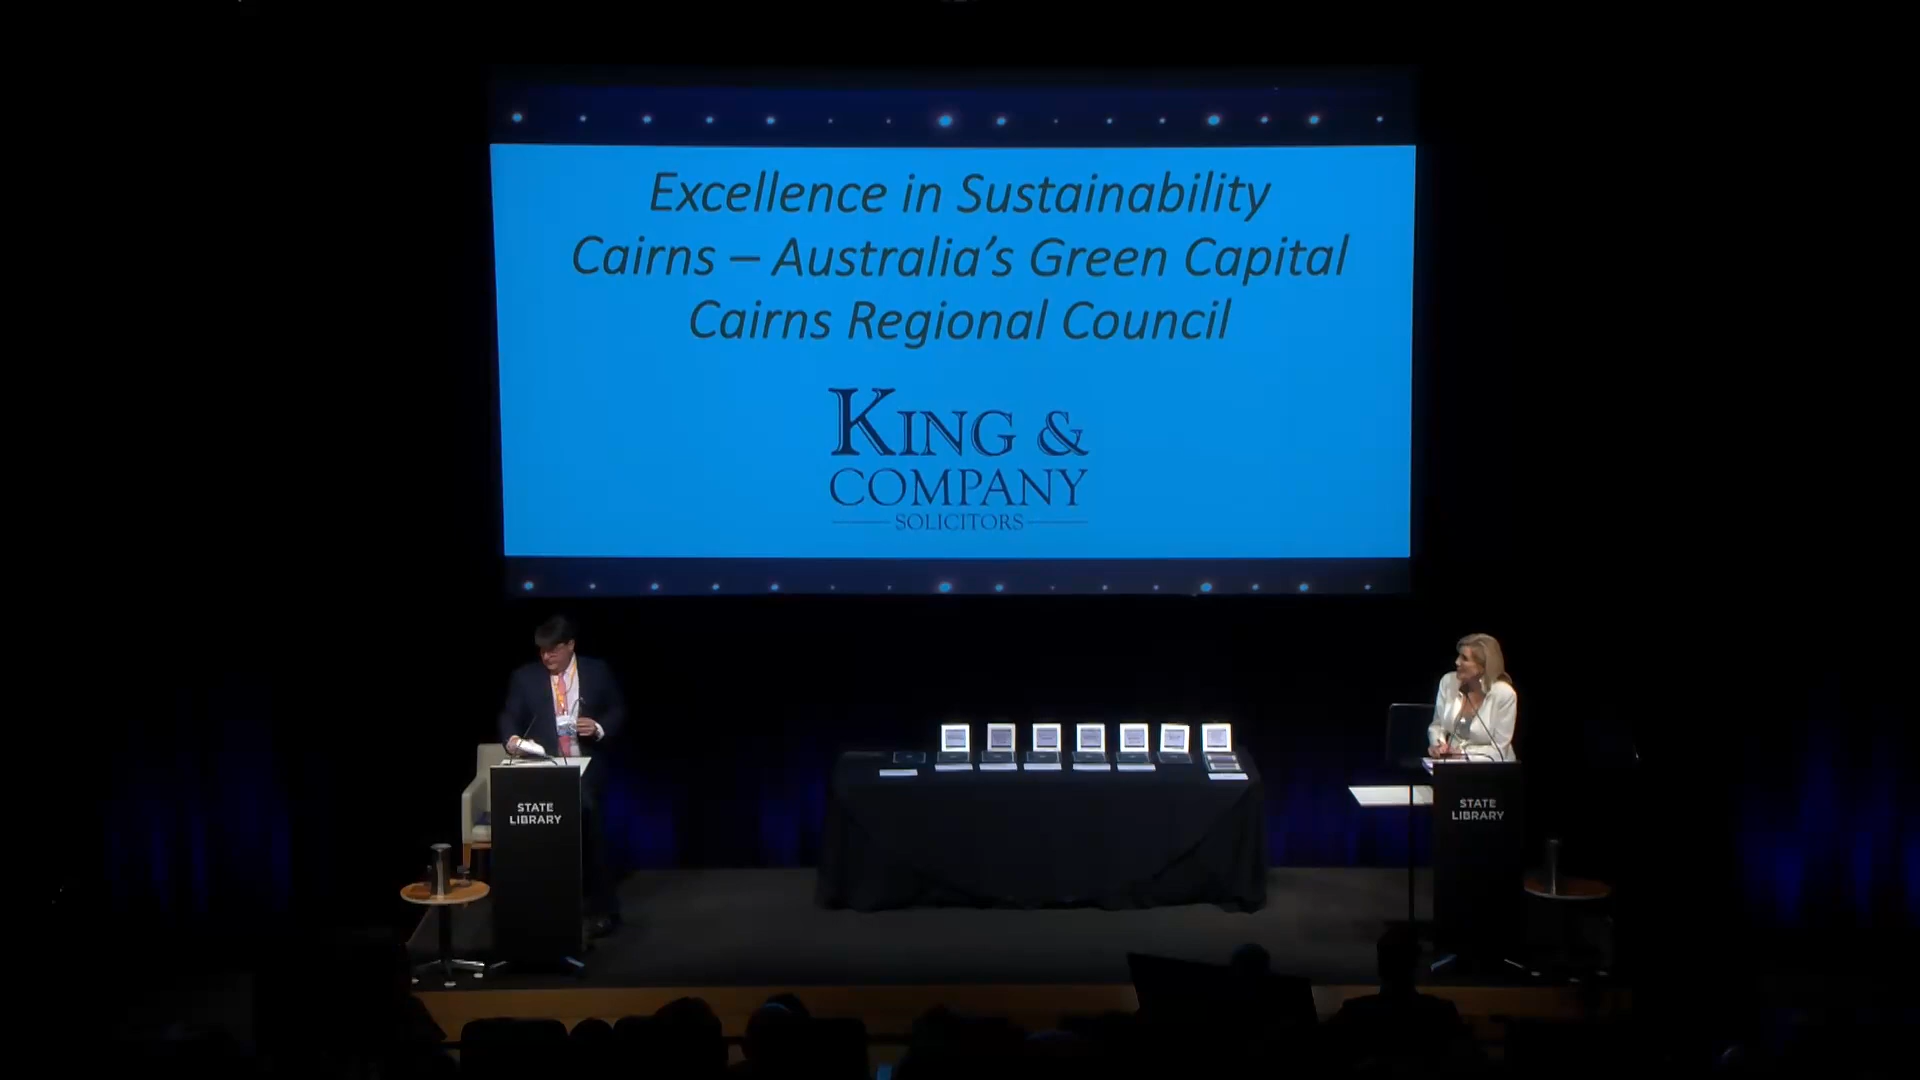 Excellence in Sustainability
Cairns – Australia’s Green Capital
Cairns Regional Council
KING &
COMPANY
SOLICITORS
STATE
LIBRARY
STATE
LIBRARY